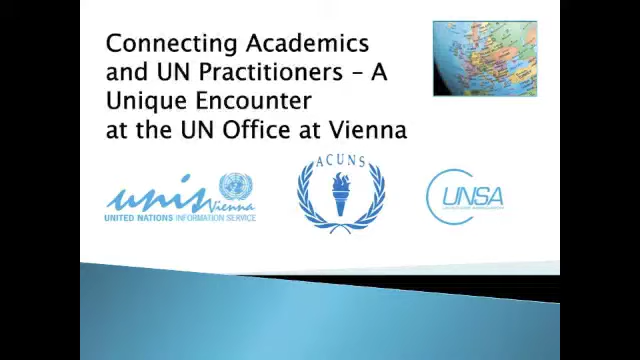 Connecting Academics
and UN Practitioners – A
Unique Encounter
at the UN Office at Vienna
ACUNS
unis Vienna
UNITED NATIONS INFORMATION SERVICE
UNSA